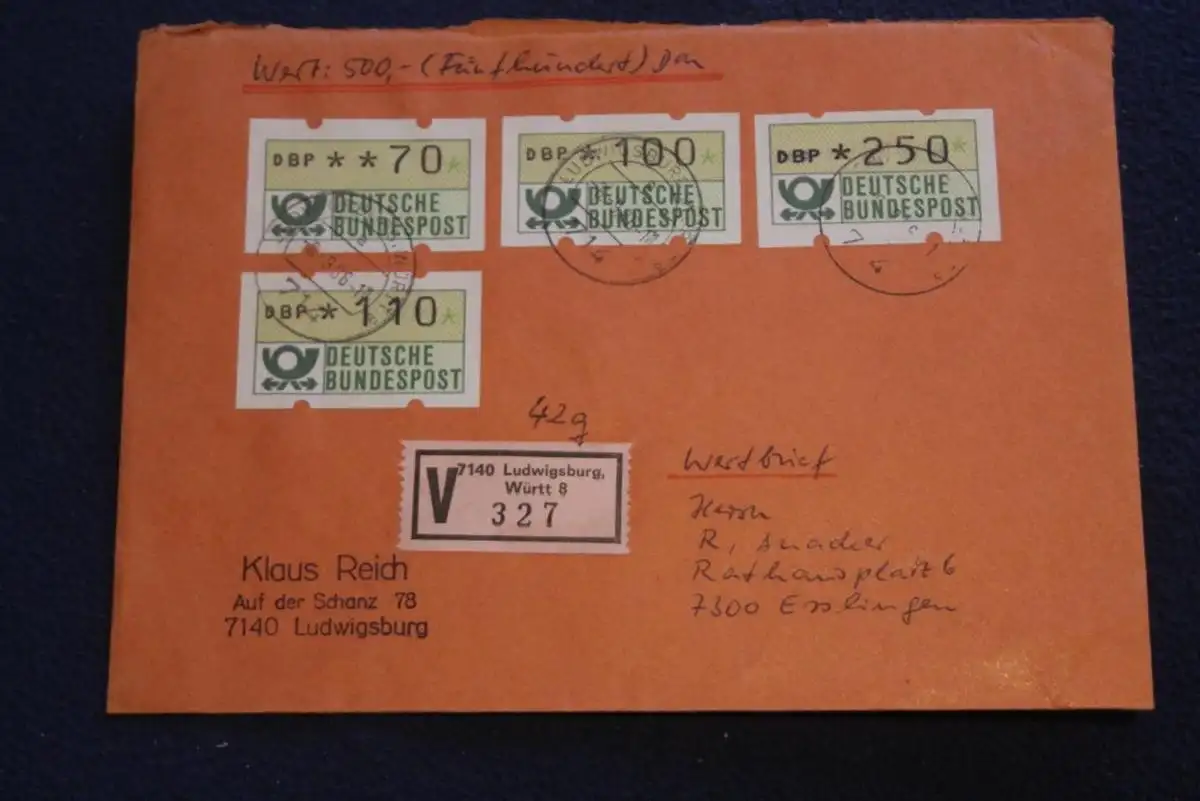 Wert: 500,- (Fünfhundert) DM
DBP **70*
DEUTSCHE
BUNDESPOST
DBP *100*
DEUTSCHE
BUNDESPOST
DBP *250*
DEUTSCHE
BUNDESPOST
DBP *110*
DEUTSCHE
BUNDESPOST
42g
V
7140 Ludwigsburg,
Württ 8
327
Wertbrief
Herrn
R.
Rathausplatz 6
7300 Esslingen
Klaus Reich
Auf der Schanz 78
7140 Ludwigsburg